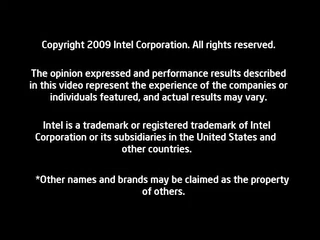 Copyright 2009 Intel Corporation. All rights reserved.
The opinion expressed and performance results described
in this video represent the experience of the companies or
individuals featured, and actual results may vary.
Intel is a trademark or registered trademark of Intel
Corporation or its subsidiaries in the United States and
other countries.
*Other names and brands may be claimed as the property
of others.